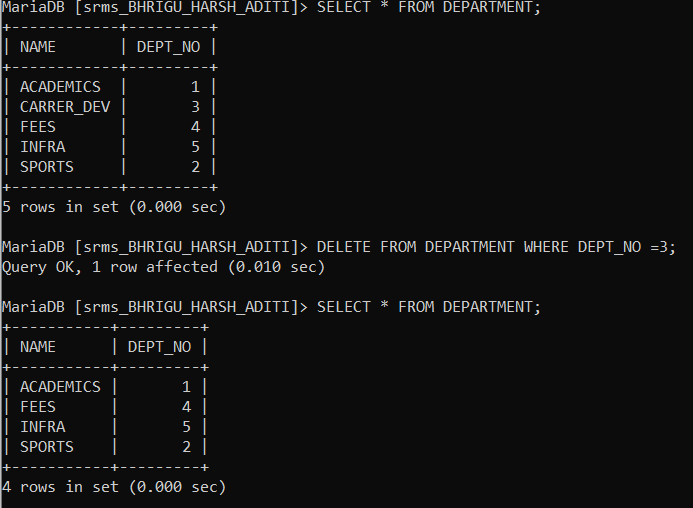 MariaDB [srms_BHRIGU_HARSH_ADITI]> SELECT * FROM DEPARTMENT;
+------------+---------+
| NAME       | DEPT_NO |
+------------+---------+
| ACADEMICS  |       1 |
| CARRER_DEV |       3 |
| FEES       |       4 |
| INFRA      |       5 |
| SPORTS     |       2 |
+------------+---------+
5 rows in set (0.000 sec)

MariaDB [srms_BHRIGU_HARSH_ADITI]> DELETE FROM DEPARTMENT WHERE DEPT_NO =3;
Query OK, 1 row affected (0.010 sec)

MariaDB [srms_BHRIGU_HARSH_ADITI]> SELECT * FROM DEPARTMENT;
+-----------+---------+
| NAME      | DEPT_NO |
+-----------+---------+
| ACADEMICS |       1 |
| FEES      |       4 |
| INFRA     |       5 |
| SPORTS    |       2 |
+-----------+---------+
4 rows in set (0.000 sec)